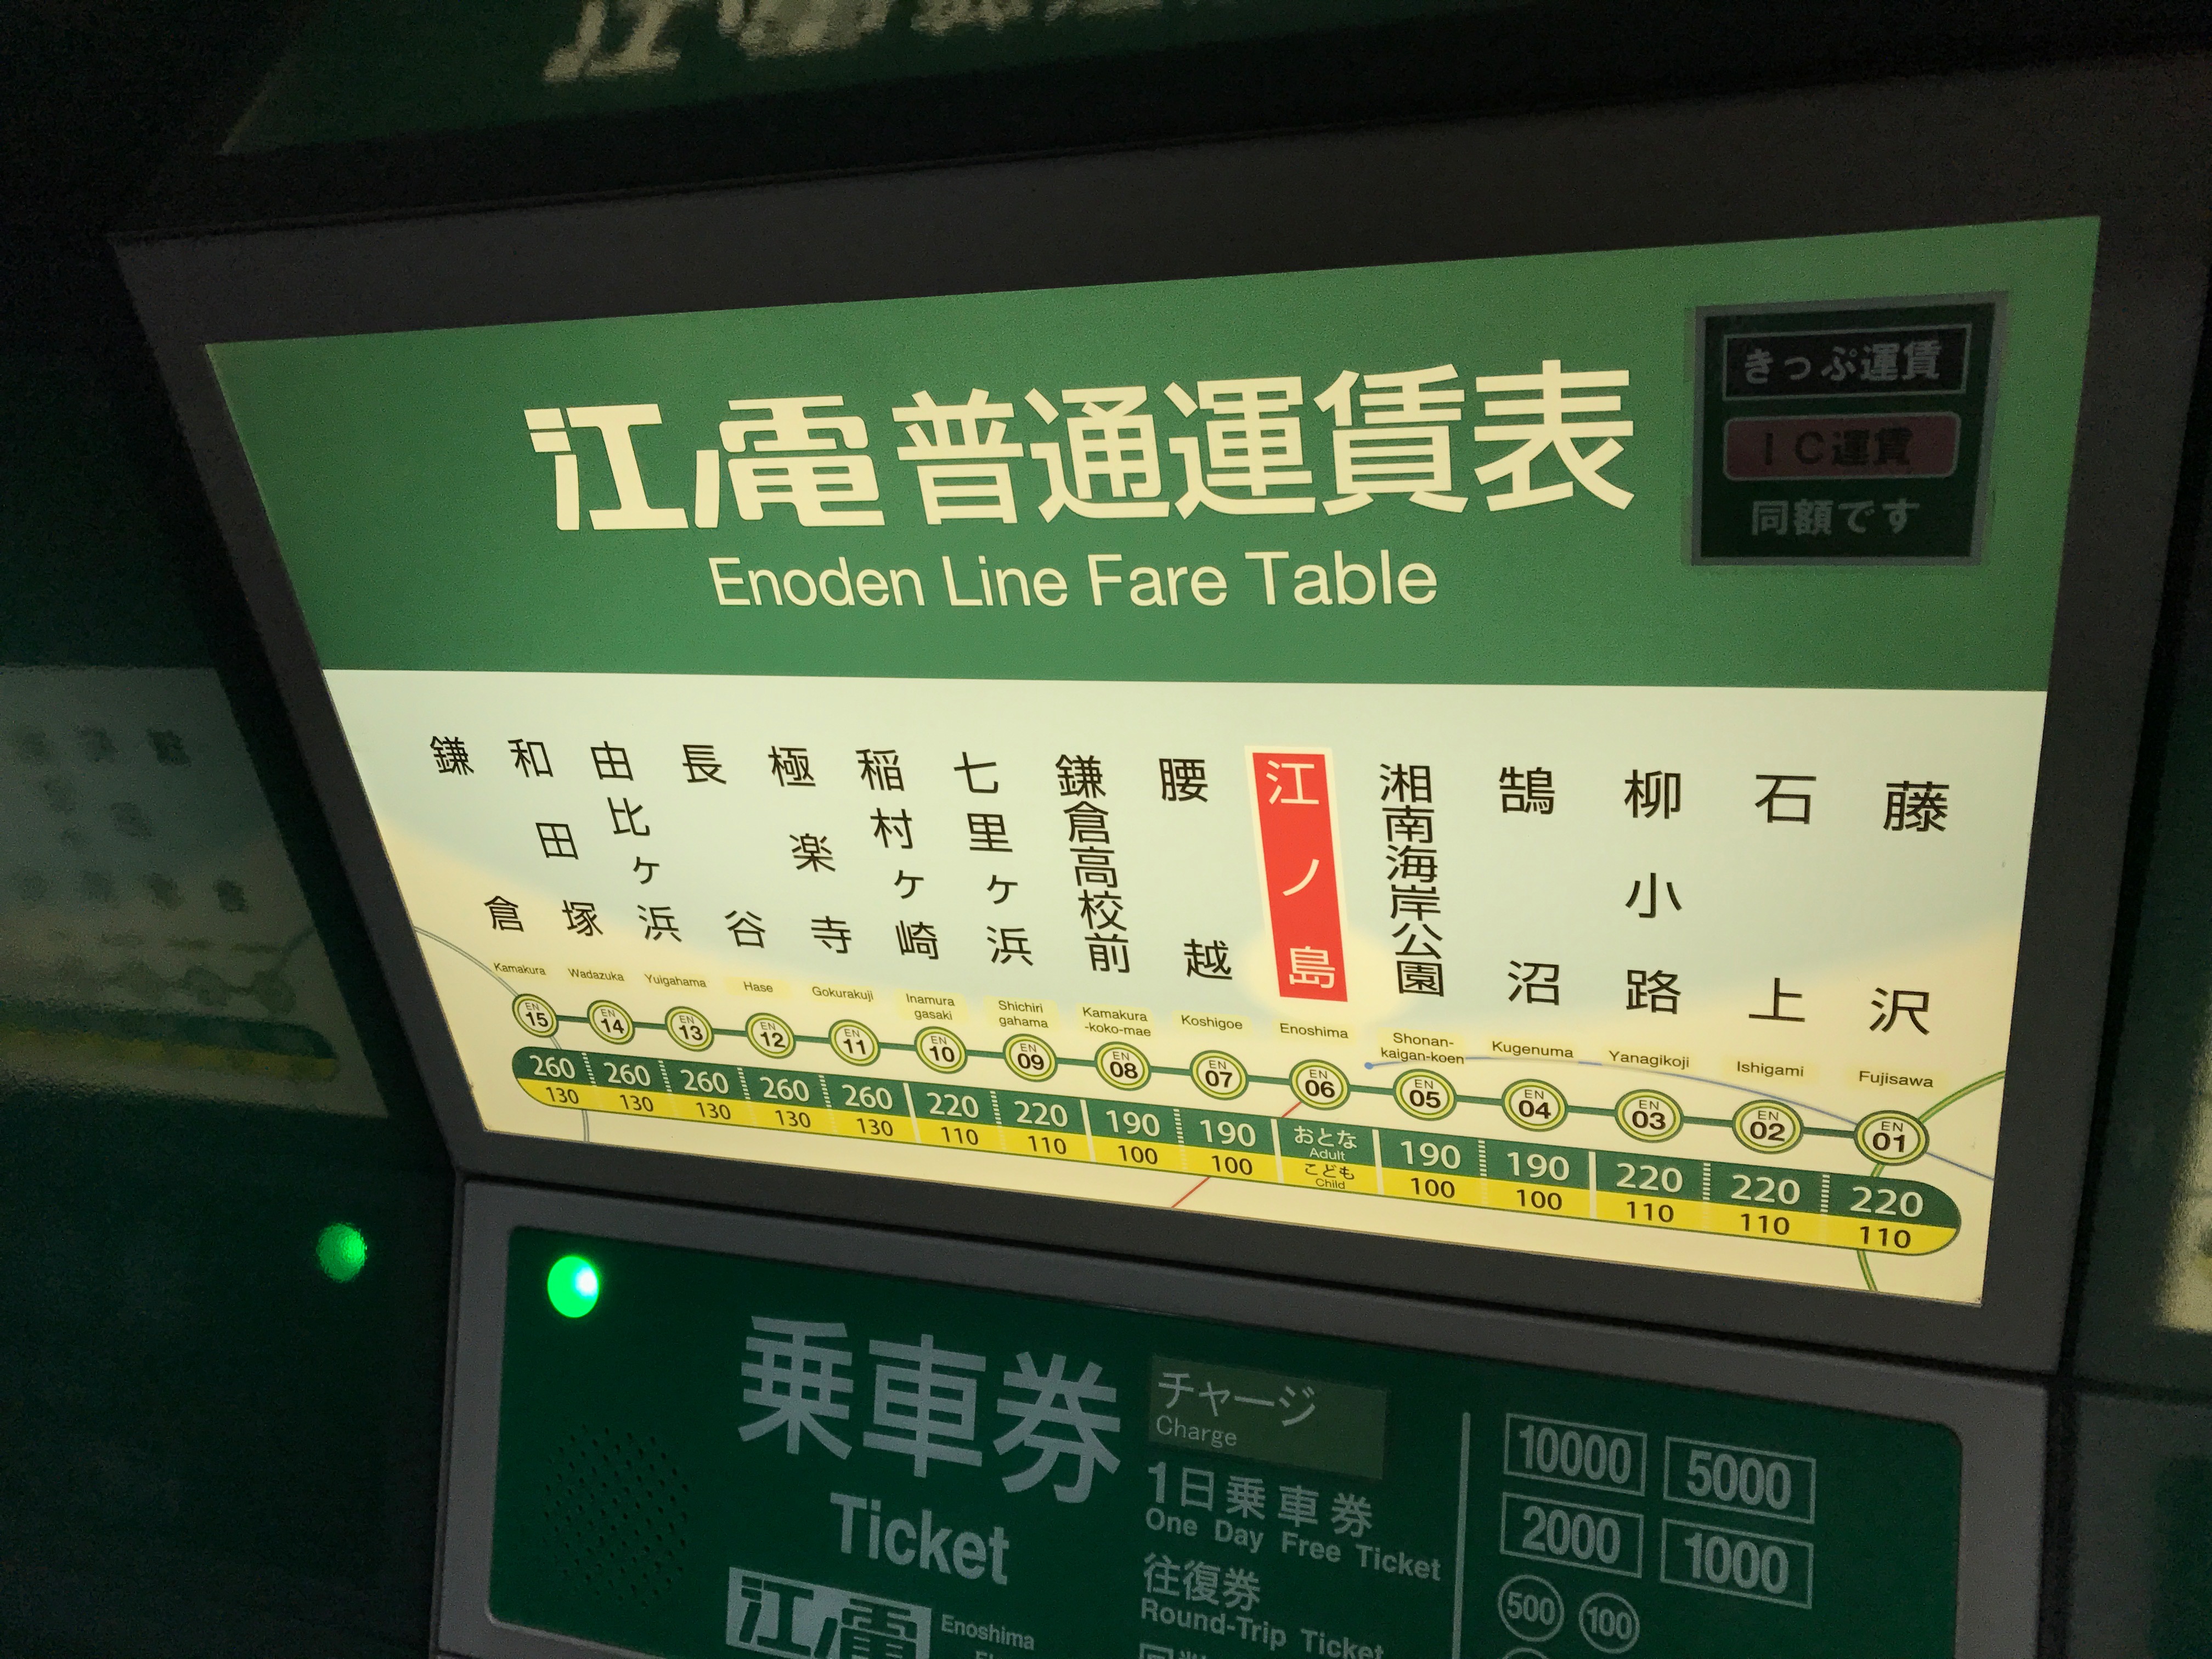 江ノ電普通運賃表
Enoden Line Fare Table
きっぷ運賃
IC運賃
同額です
鎌倉
和田塚
由比ヶ浜
長谷
極楽寺
稲村ヶ崎
七里ヶ浜
鎌倉高校前
腰越
江ノ島
湘南海岸公園
鵠沼
柳小路
石上
藤沢
Kamakura
Wadazuka
Yuigahama
Hase
Gokurakuji
Inamura
gasaki
Shichiri
gahama
Kamakura
-koko-mae
Koshigoe
Enoshima
Shonan-
kaigan-koen
Kugenuma
Yanagikoji
Ishigami
Fujisawa
EN 15
EN 14
EN 13
EN 12
EN 11
EN 10
EN 09
EN 08
EN 07
EN 06
EN 05
EN 04
EN 03
EN 02
EN 01
260 260 260 260 260 220 220 190 190 おとな Adult 190 190 220 220 220
130 130 130 130 130 110 110 100 100 こども Child 100 100 110 110 110
乗車券
Ticket
江ノ電
Enoshima
チャージ
Charge
1日乗車券
One Day Free Ticket
往復券
Round-Trip Ticket
10000 5000
2000 1000
500 100